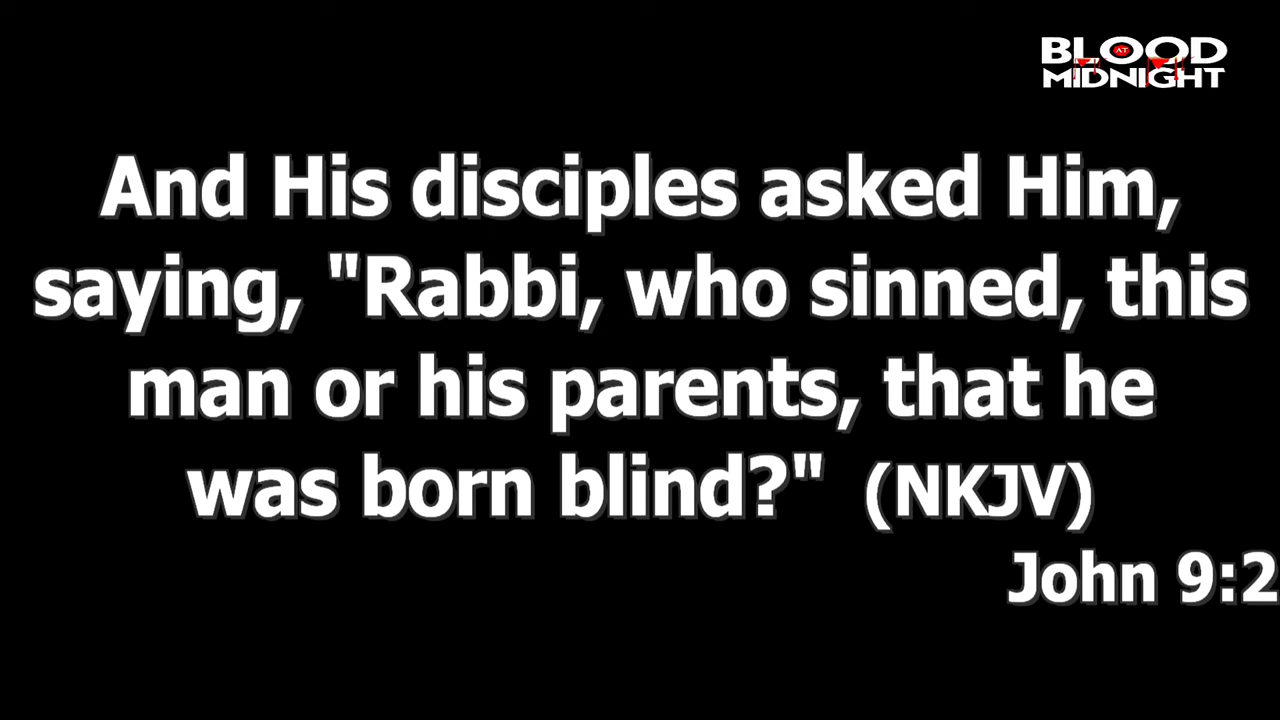 BLOOD
AT
MIDNIGHT
And His disciples asked Him,
saying, "Rabbi, who sinned, this
man or his parents, that he
was born blind?" (NKJV)
John 9:2